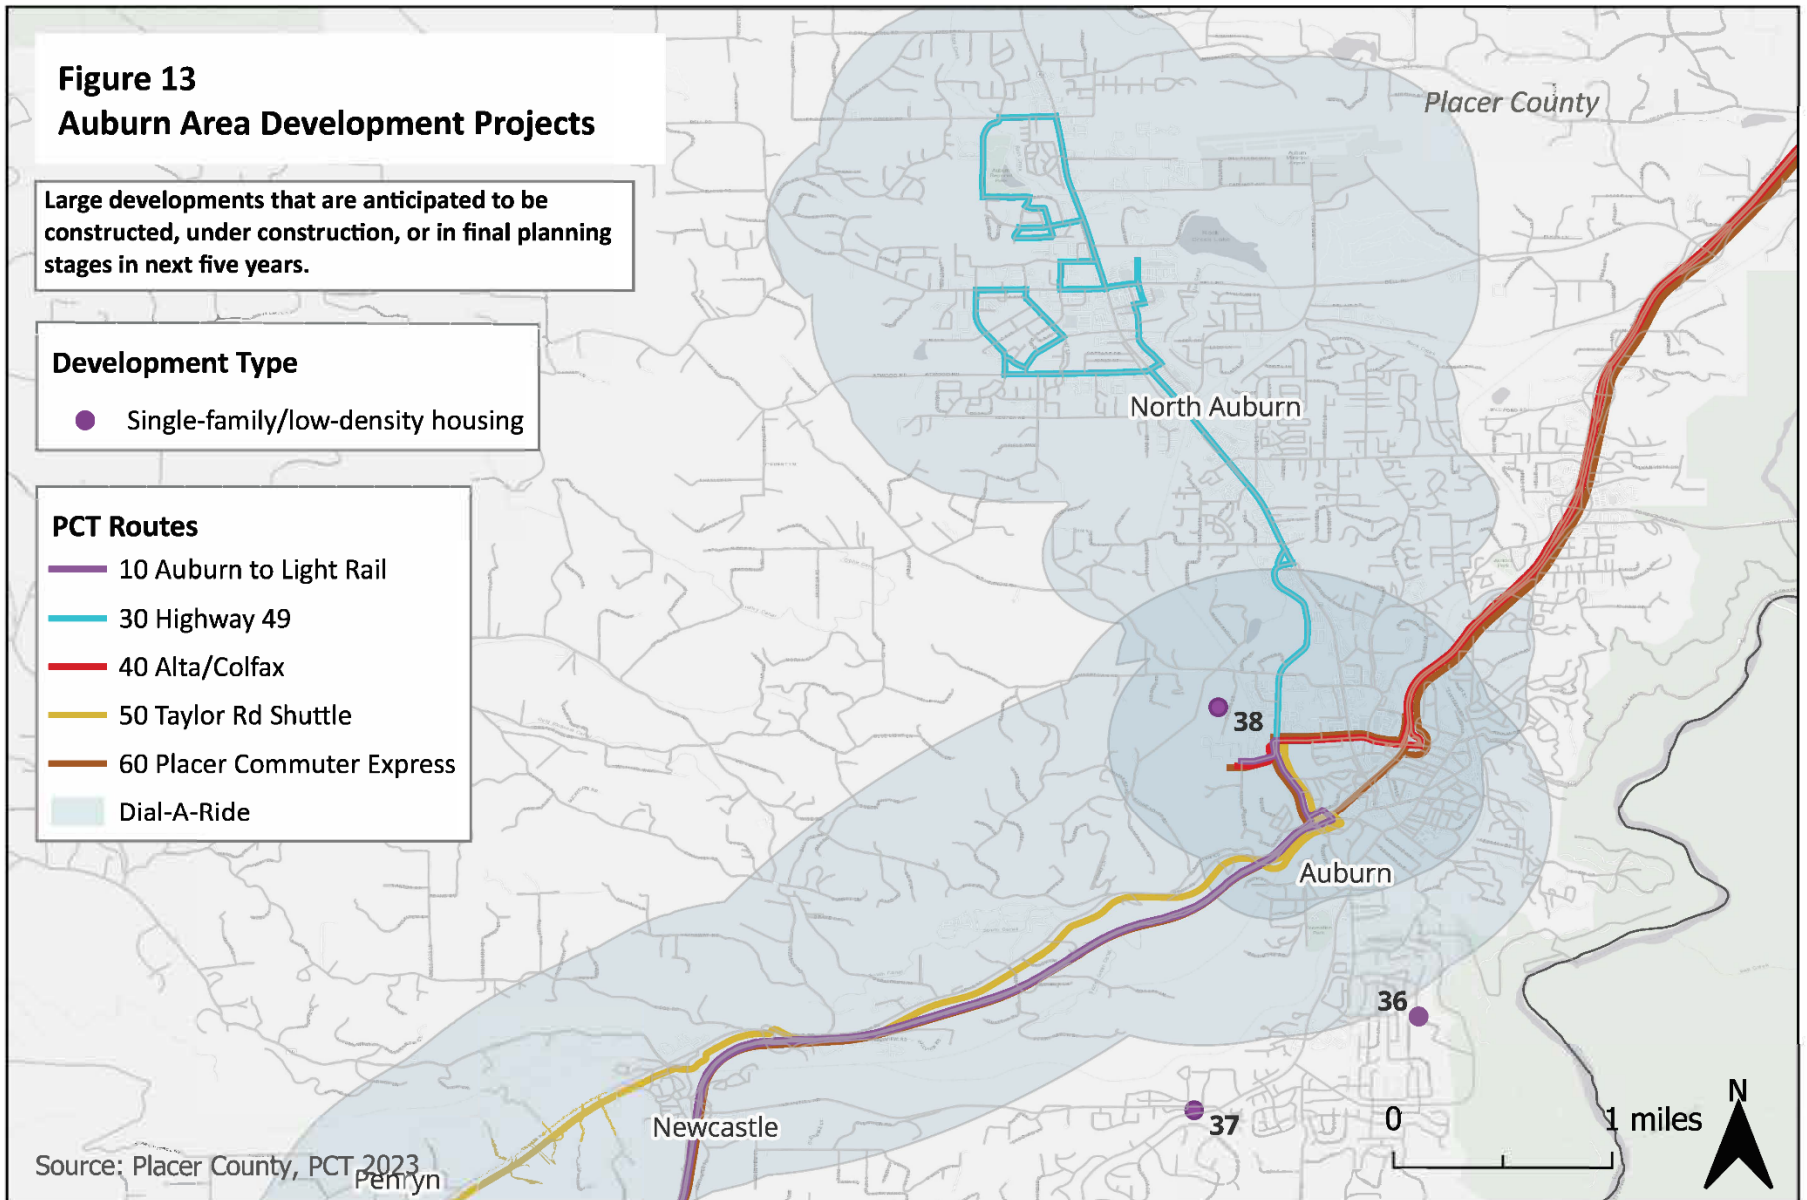 Figure 13
Auburn Area Development Projects
Large developments that are anticipated to be
constructed, under construction, or in final planning
stages in next five years.
Development Type
Single-family/low-density housing
PCT Routes
10 Auburn to Light Rail
30 Highway 49
40 Alta/Colfax
50 Taylor Rd Shuttle
60 Placer Commuter Express
Dial-A-Ride
Placer County
North Auburn
38
Auburn
36
37
Newcastle
Penryn
0
1 miles
N
Source: Placer County, PCT 2023